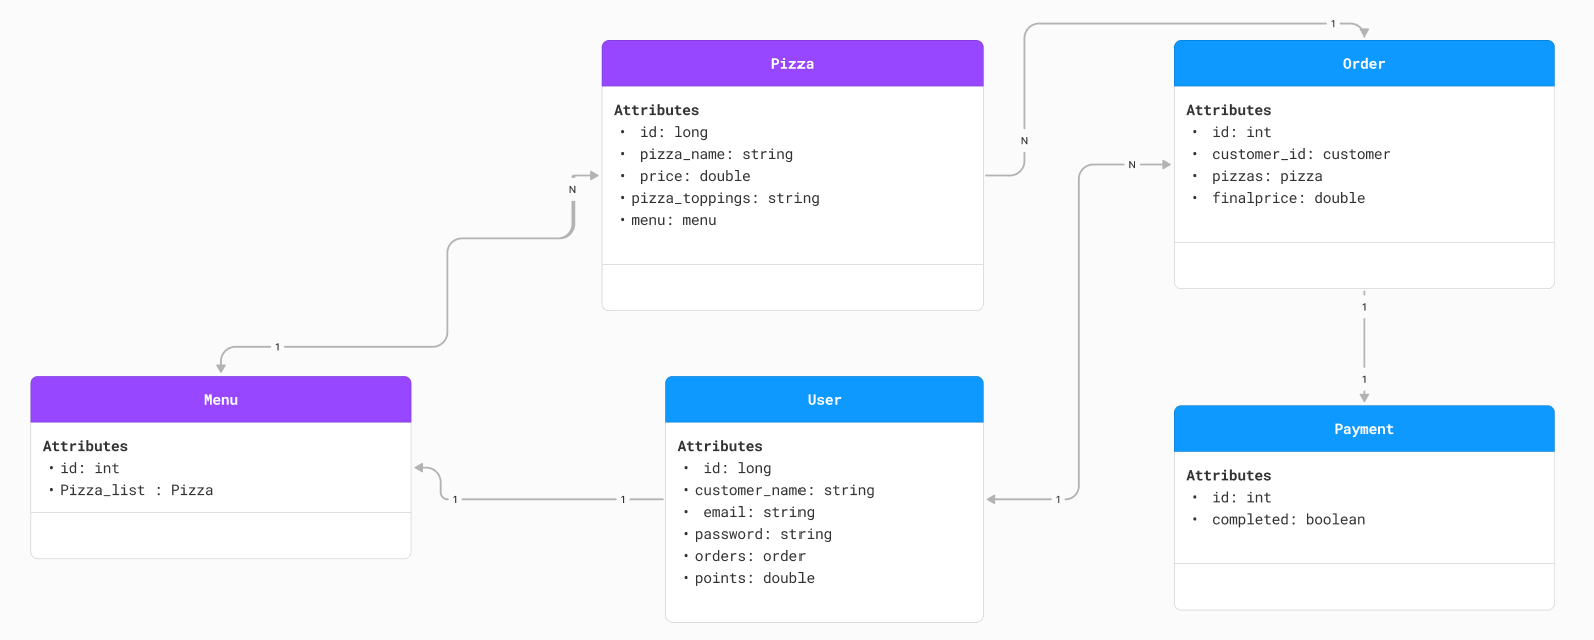 Pizza
Attributes
• id: long
• pizza_name: string
• price: double
• pizza_toppings: string
• menu: menu
1
N
Order
Attributes
• id: int
• customer_id: customer
• pizzas: pizza
• finalprice: double
N
N
1
1
1
Menu
Attributes
• id: int
• Pizza_list : Pizza
1
1
User
Attributes
• id: long
• customer_name: string
• email: string
• password: string
• orders: order
• points: double
1
Payment
Attributes
• id: int
• completed: boolean